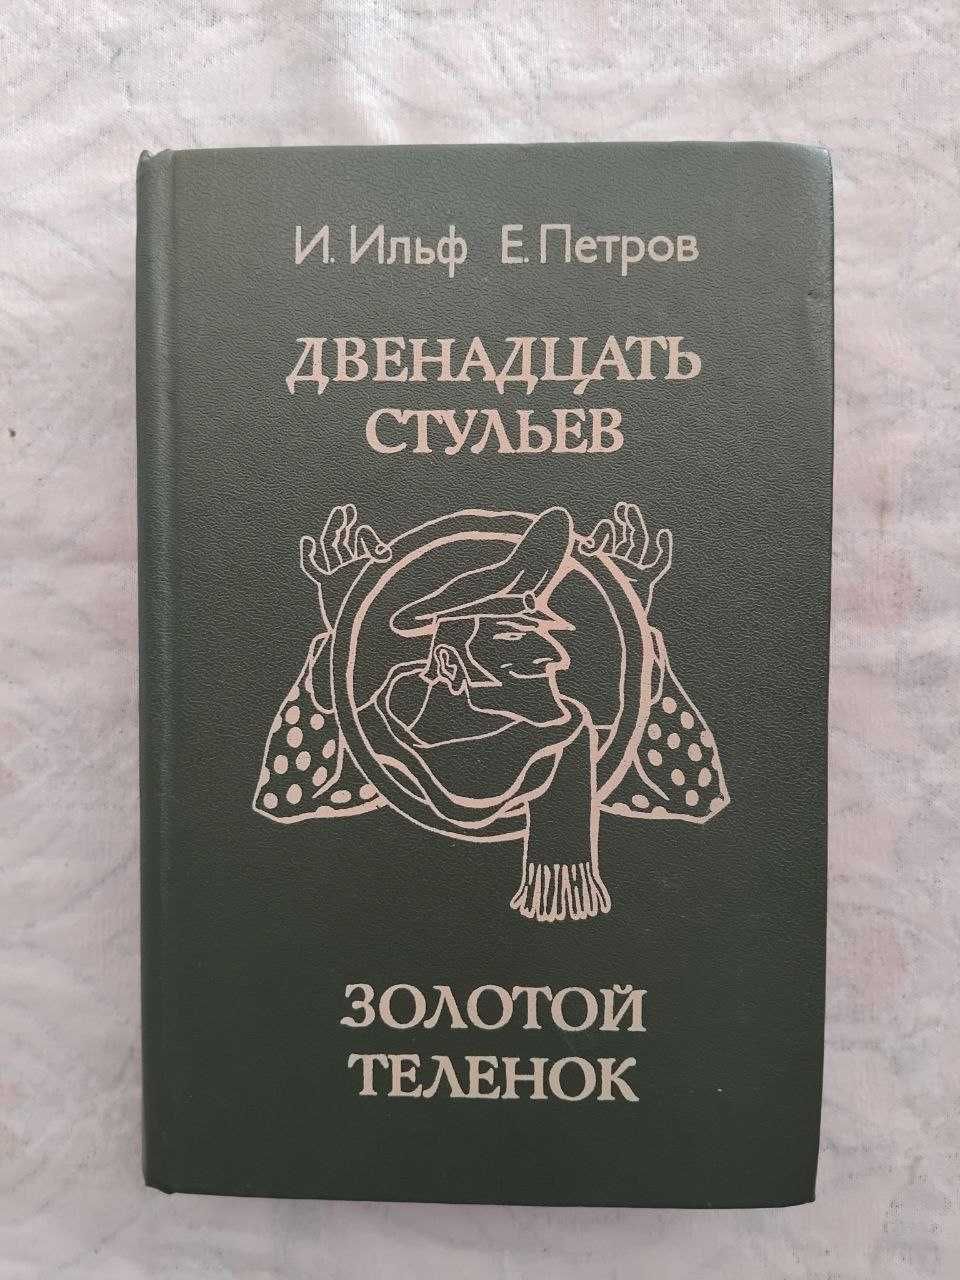 И. Ильф Е. Петров
ДВЕНАДЦАТЬ
СТУЛЬЕВ
ЗОЛОТОЙ
ТЕЛЕНОК